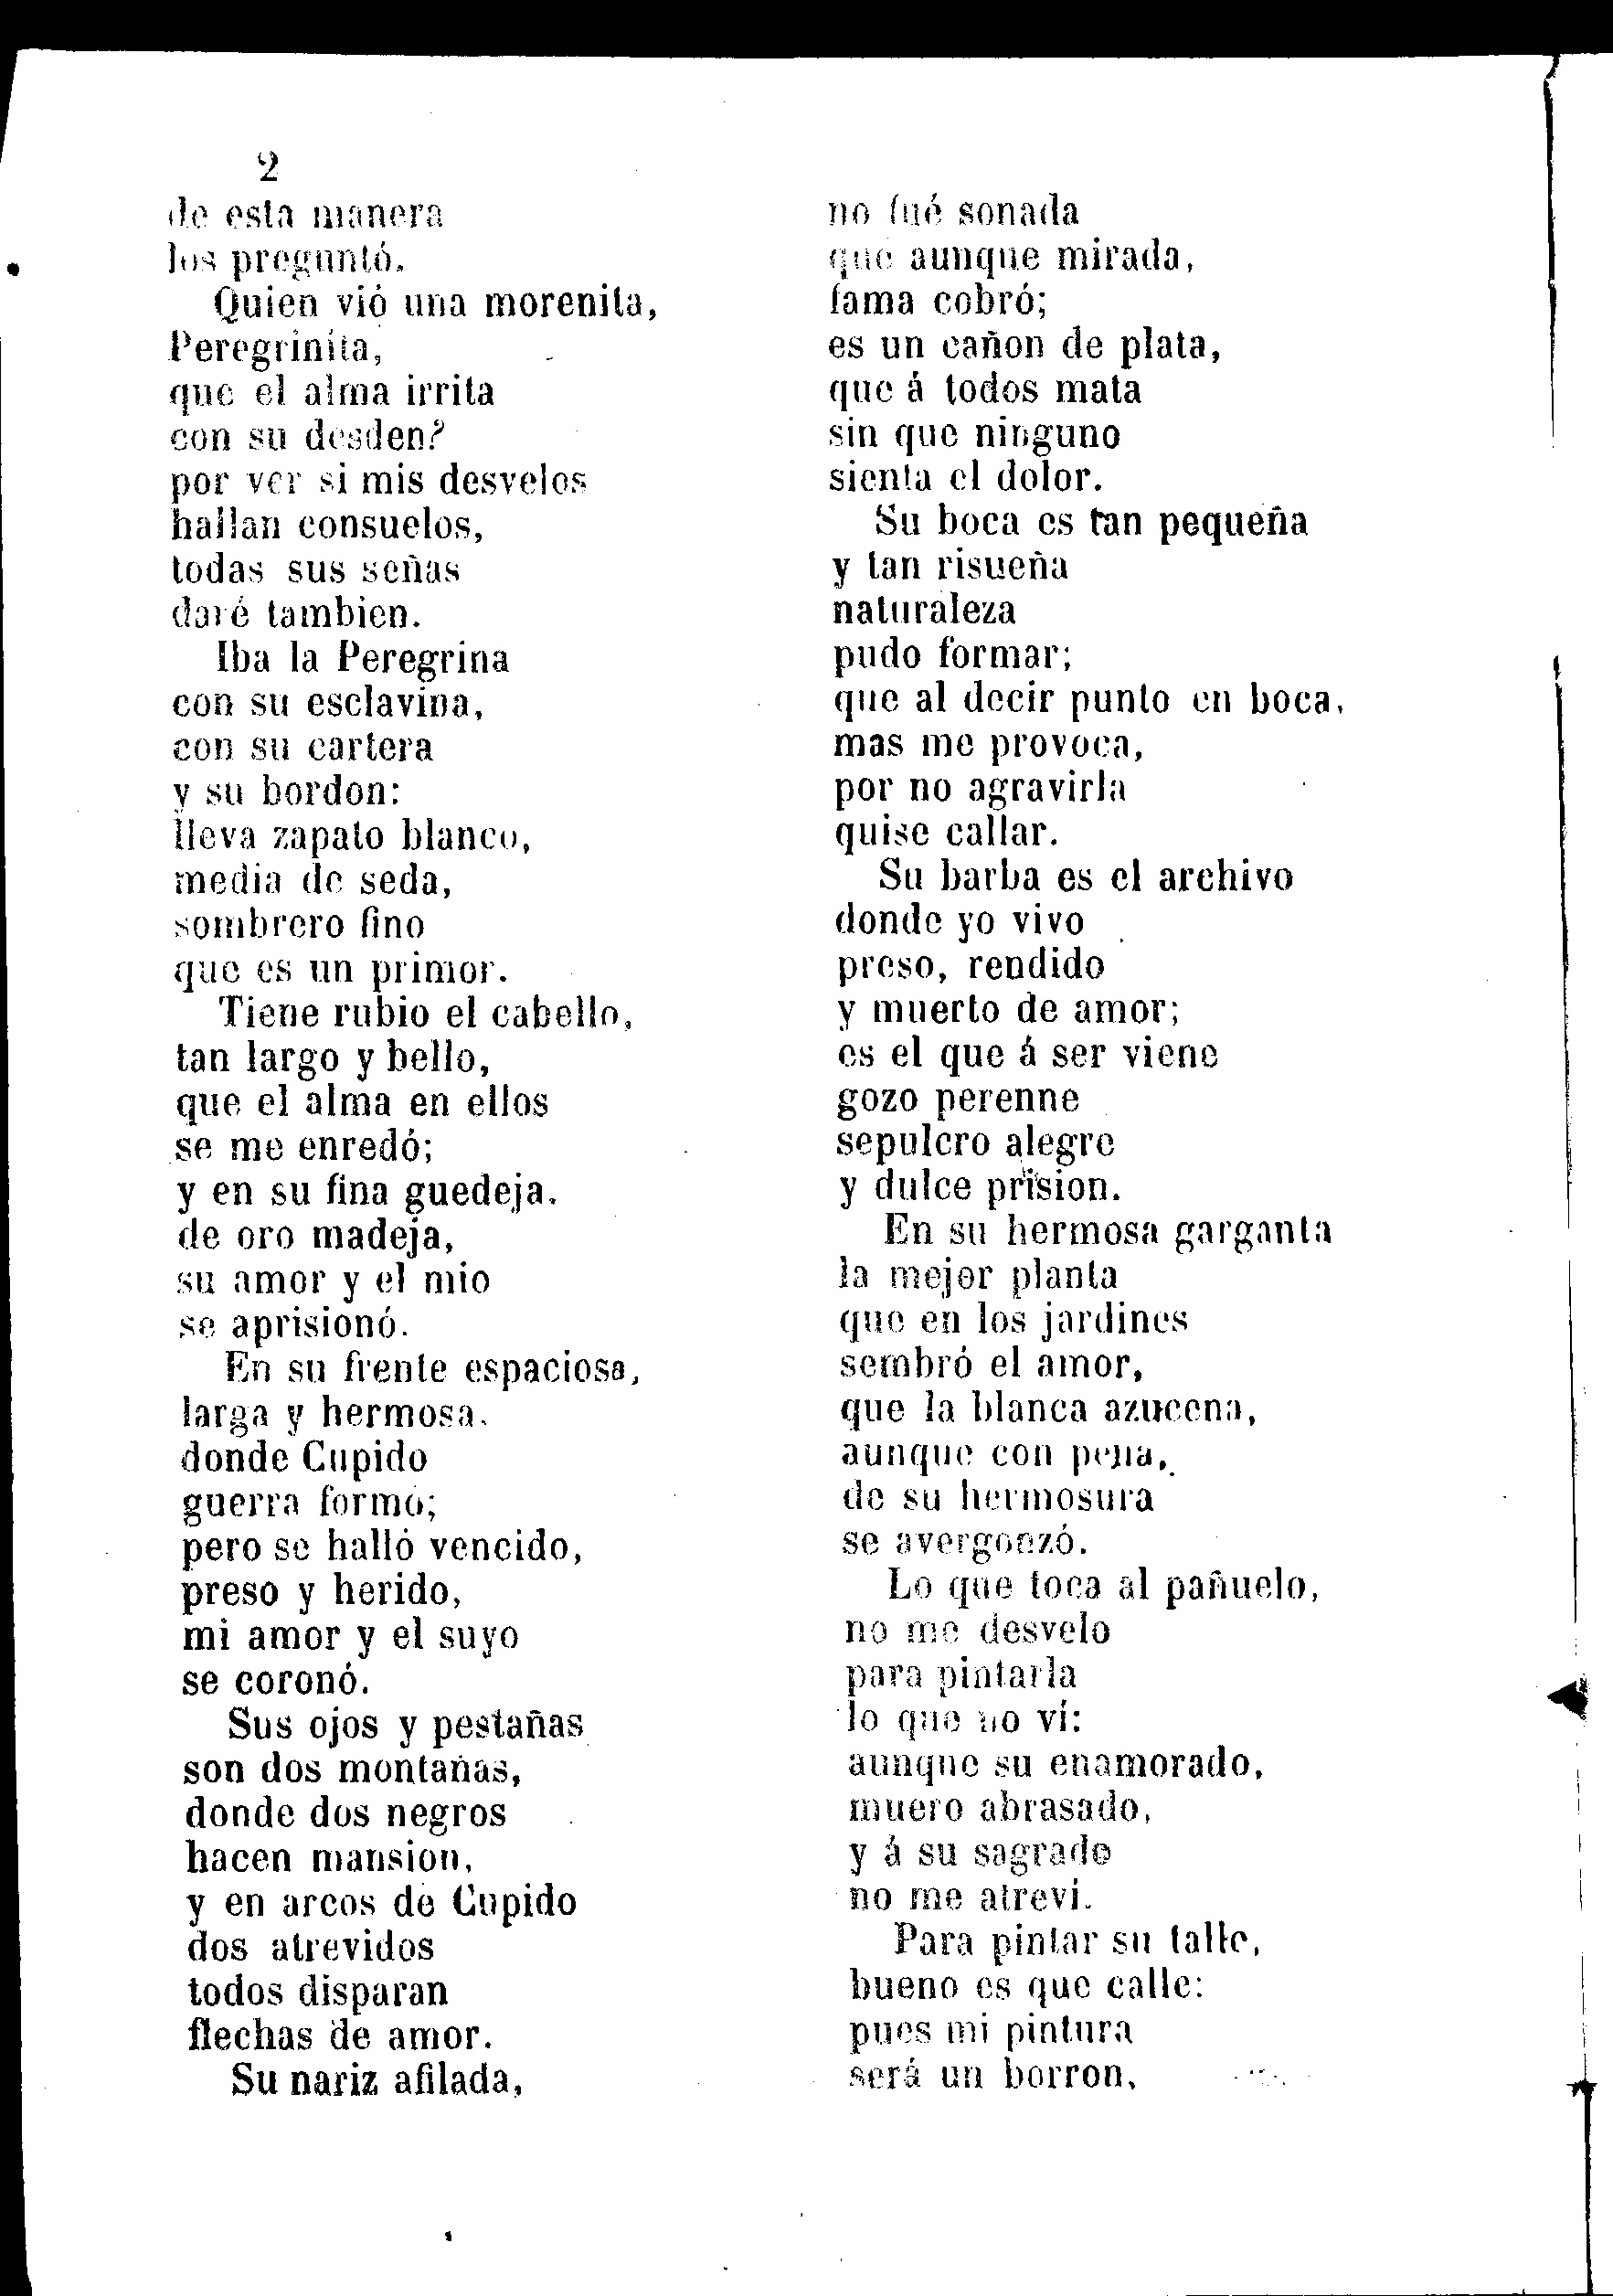 2
de esta manera
los preguntó.
Quien vió una morenita,
Peregrinita,
que el alma irrita
con su desden?
por ver si mis desvelos
hallan consuelos,
todas sus señas
daré tambien.
Iba la Peregrina
con su esclavina,
con su cartera
y su bordon:
lleva zapato blanco,
media de seda,
sombrero fino
que es un primor.
Tiene rubio el cabello,
tan largo y bello,
que el alma en ellos
se me enredó;
y en su fina guedeja.
de oro madeja,
su amor y el mio
se aprisionó.
En su frente espaciosa,
larga y hermosa.
donde Cupido
guerra formó;
pero se halló vencido,
preso y herido,
mi amor y el suyo
se coronó.
Sus ojos y pestañas
son dos montañas,
donde dos negros
hacen mansion,
y en arcos de Cupido
dos atrevidos
todos disparan
flechas de amor.
Su nariz afilada,
no fué sonada
que aunque mirada,
fama cobró;
es un cañon de plata,
que á todos mata
sin que ninguno
sienta el dolor.
Su boca es tan pequeña
y tan risueña
naturaleza
pudo formar;
que al decir punto en boca,
mas me provoca,
por no agravirla
quise callar.
Su barba es el archivo
donde yo vivo
preso, rendido
y muerto de amor;
es el que á ser viene
gozo perenne
sepulcro alegre
y dulce prision.
En su hermosa garganta
la mejor planta
que en los jardines
sembró el amor,
que la blanca azucena,
aunque con pena,
de su hermosura
se avergonzó.
Lo que toca al pañuelo,
no me desvelo
para pintarla
lo que no ví:
aunque su enamorado,
muero abrasado,
y á su sagrado
no me atrevi.
Para pintar su talle,
bueno es que calle:
pues mi pintura
será un borron,